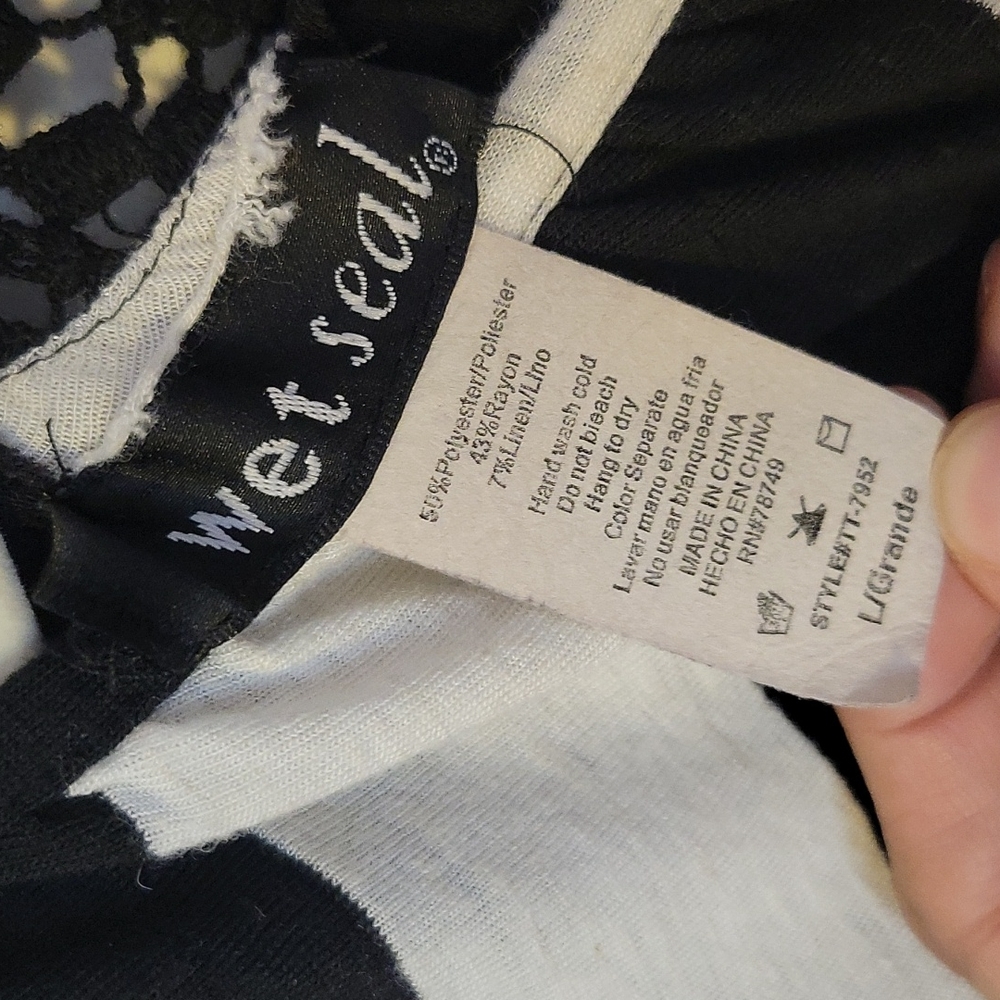 Wet seal®
50%Polyester/Poliester
43%Rayon
7%Linen/Lino
Hand wash cold
Do not bleach
Hang to dry
Color Separate
Lavar mano en agua fria
No usar blanqueador
MADE IN CHINA
HECHO EN CHINA
RN#78749
STYLE#TT-7952
L/Grande